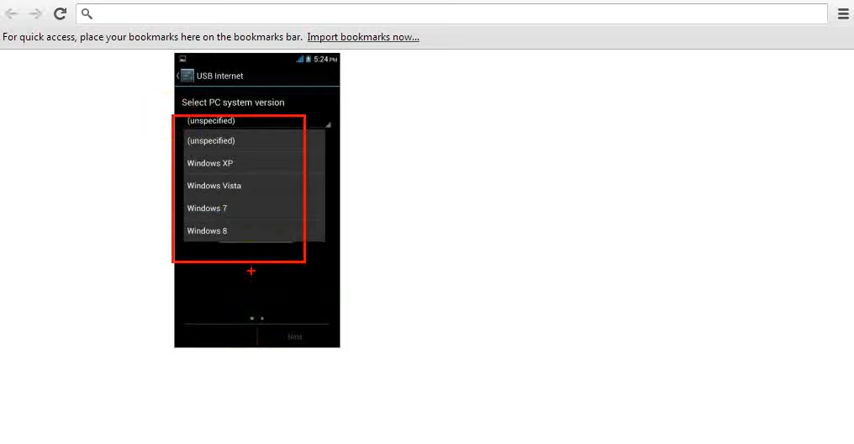 For quick access, place your bookmarks here on the bookmarks bar. Import bookmarks now...
5:24 PM
USB Internet
Select PC system version
(unspecified)
(unspecified)
Windows XP
Windows Vista
Windows 7
Windows 8